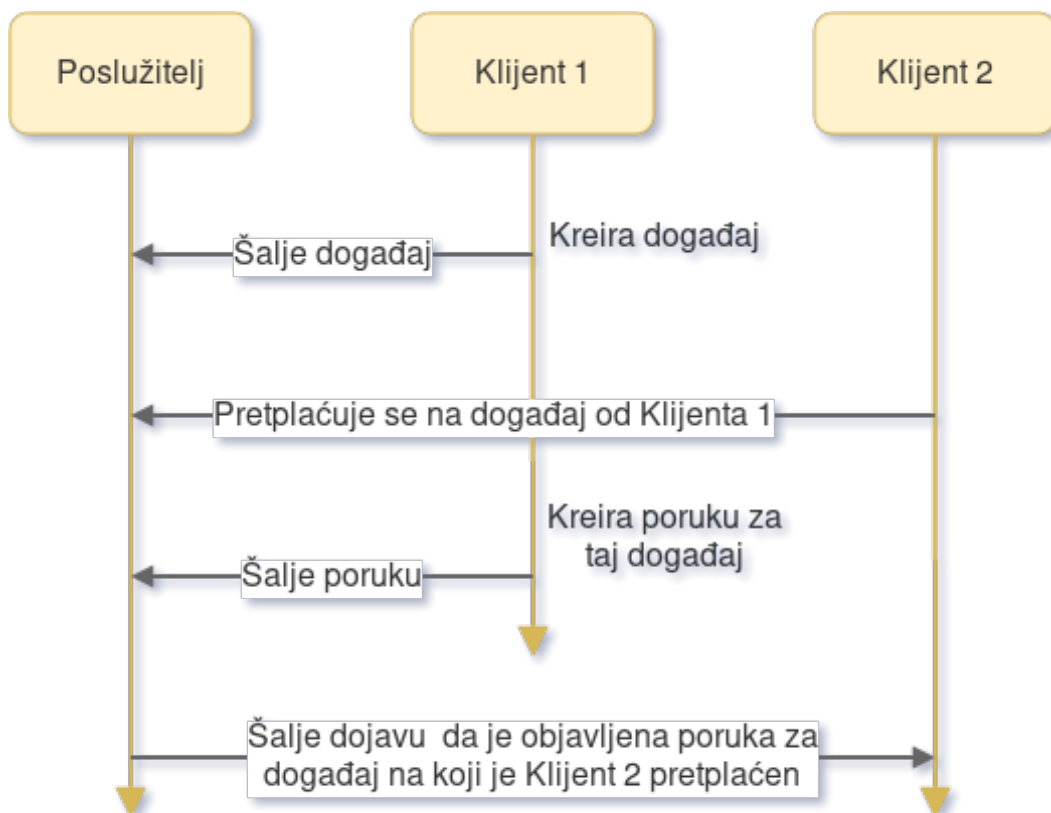 Poslužitelj
Klijent 1
Klijent 2
Kreira događaj
Šalje događaj
Pretplaćuje se na događaj od Klijenta 1
Kreira poruku za
taj događaj
Šalje poruku
Šalje dojavu  da je objavljena poruka za
događaj na koji je Klijent 2 pretplaćen